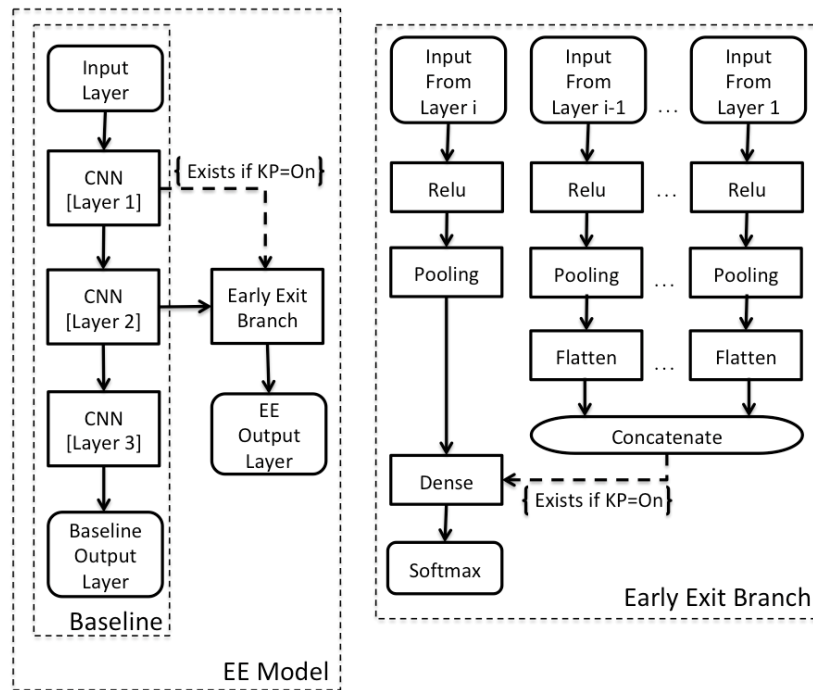 Input
Layer
CNN
[Layer 1]
{ Exists if KP=On}
CNN
[Layer 2]
Early Exit
Branch
CNN
[Layer 3]
EE
Output
Layer
Baseline
Output
Layer
Baseline
EE Model
Input
From
Layer i
Input
From
Layer i-1
...
Input
From
Layer 1
Relu
Relu
...
Relu
Pooling
Pooling
...
Pooling
Flatten
...
Flatten
Concatenate
Dense
{ Exists if KP=On}
Softmax
Early Exit Branch